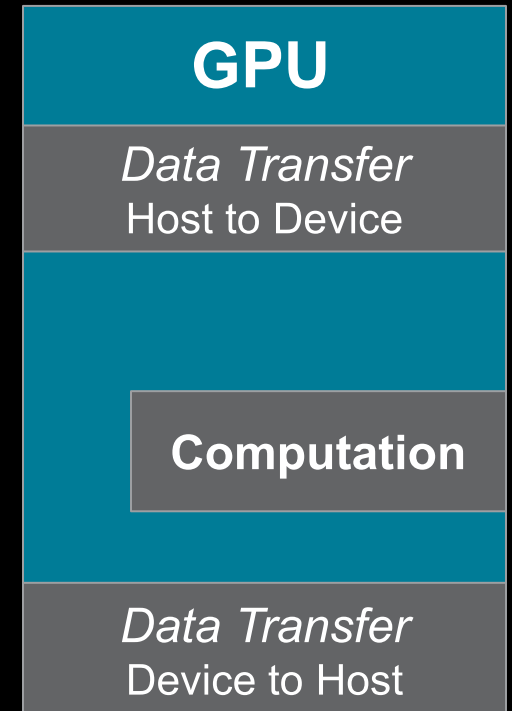 GPU
Data Transfer
Host to Device
Computation
Data Transfer
Device to Host